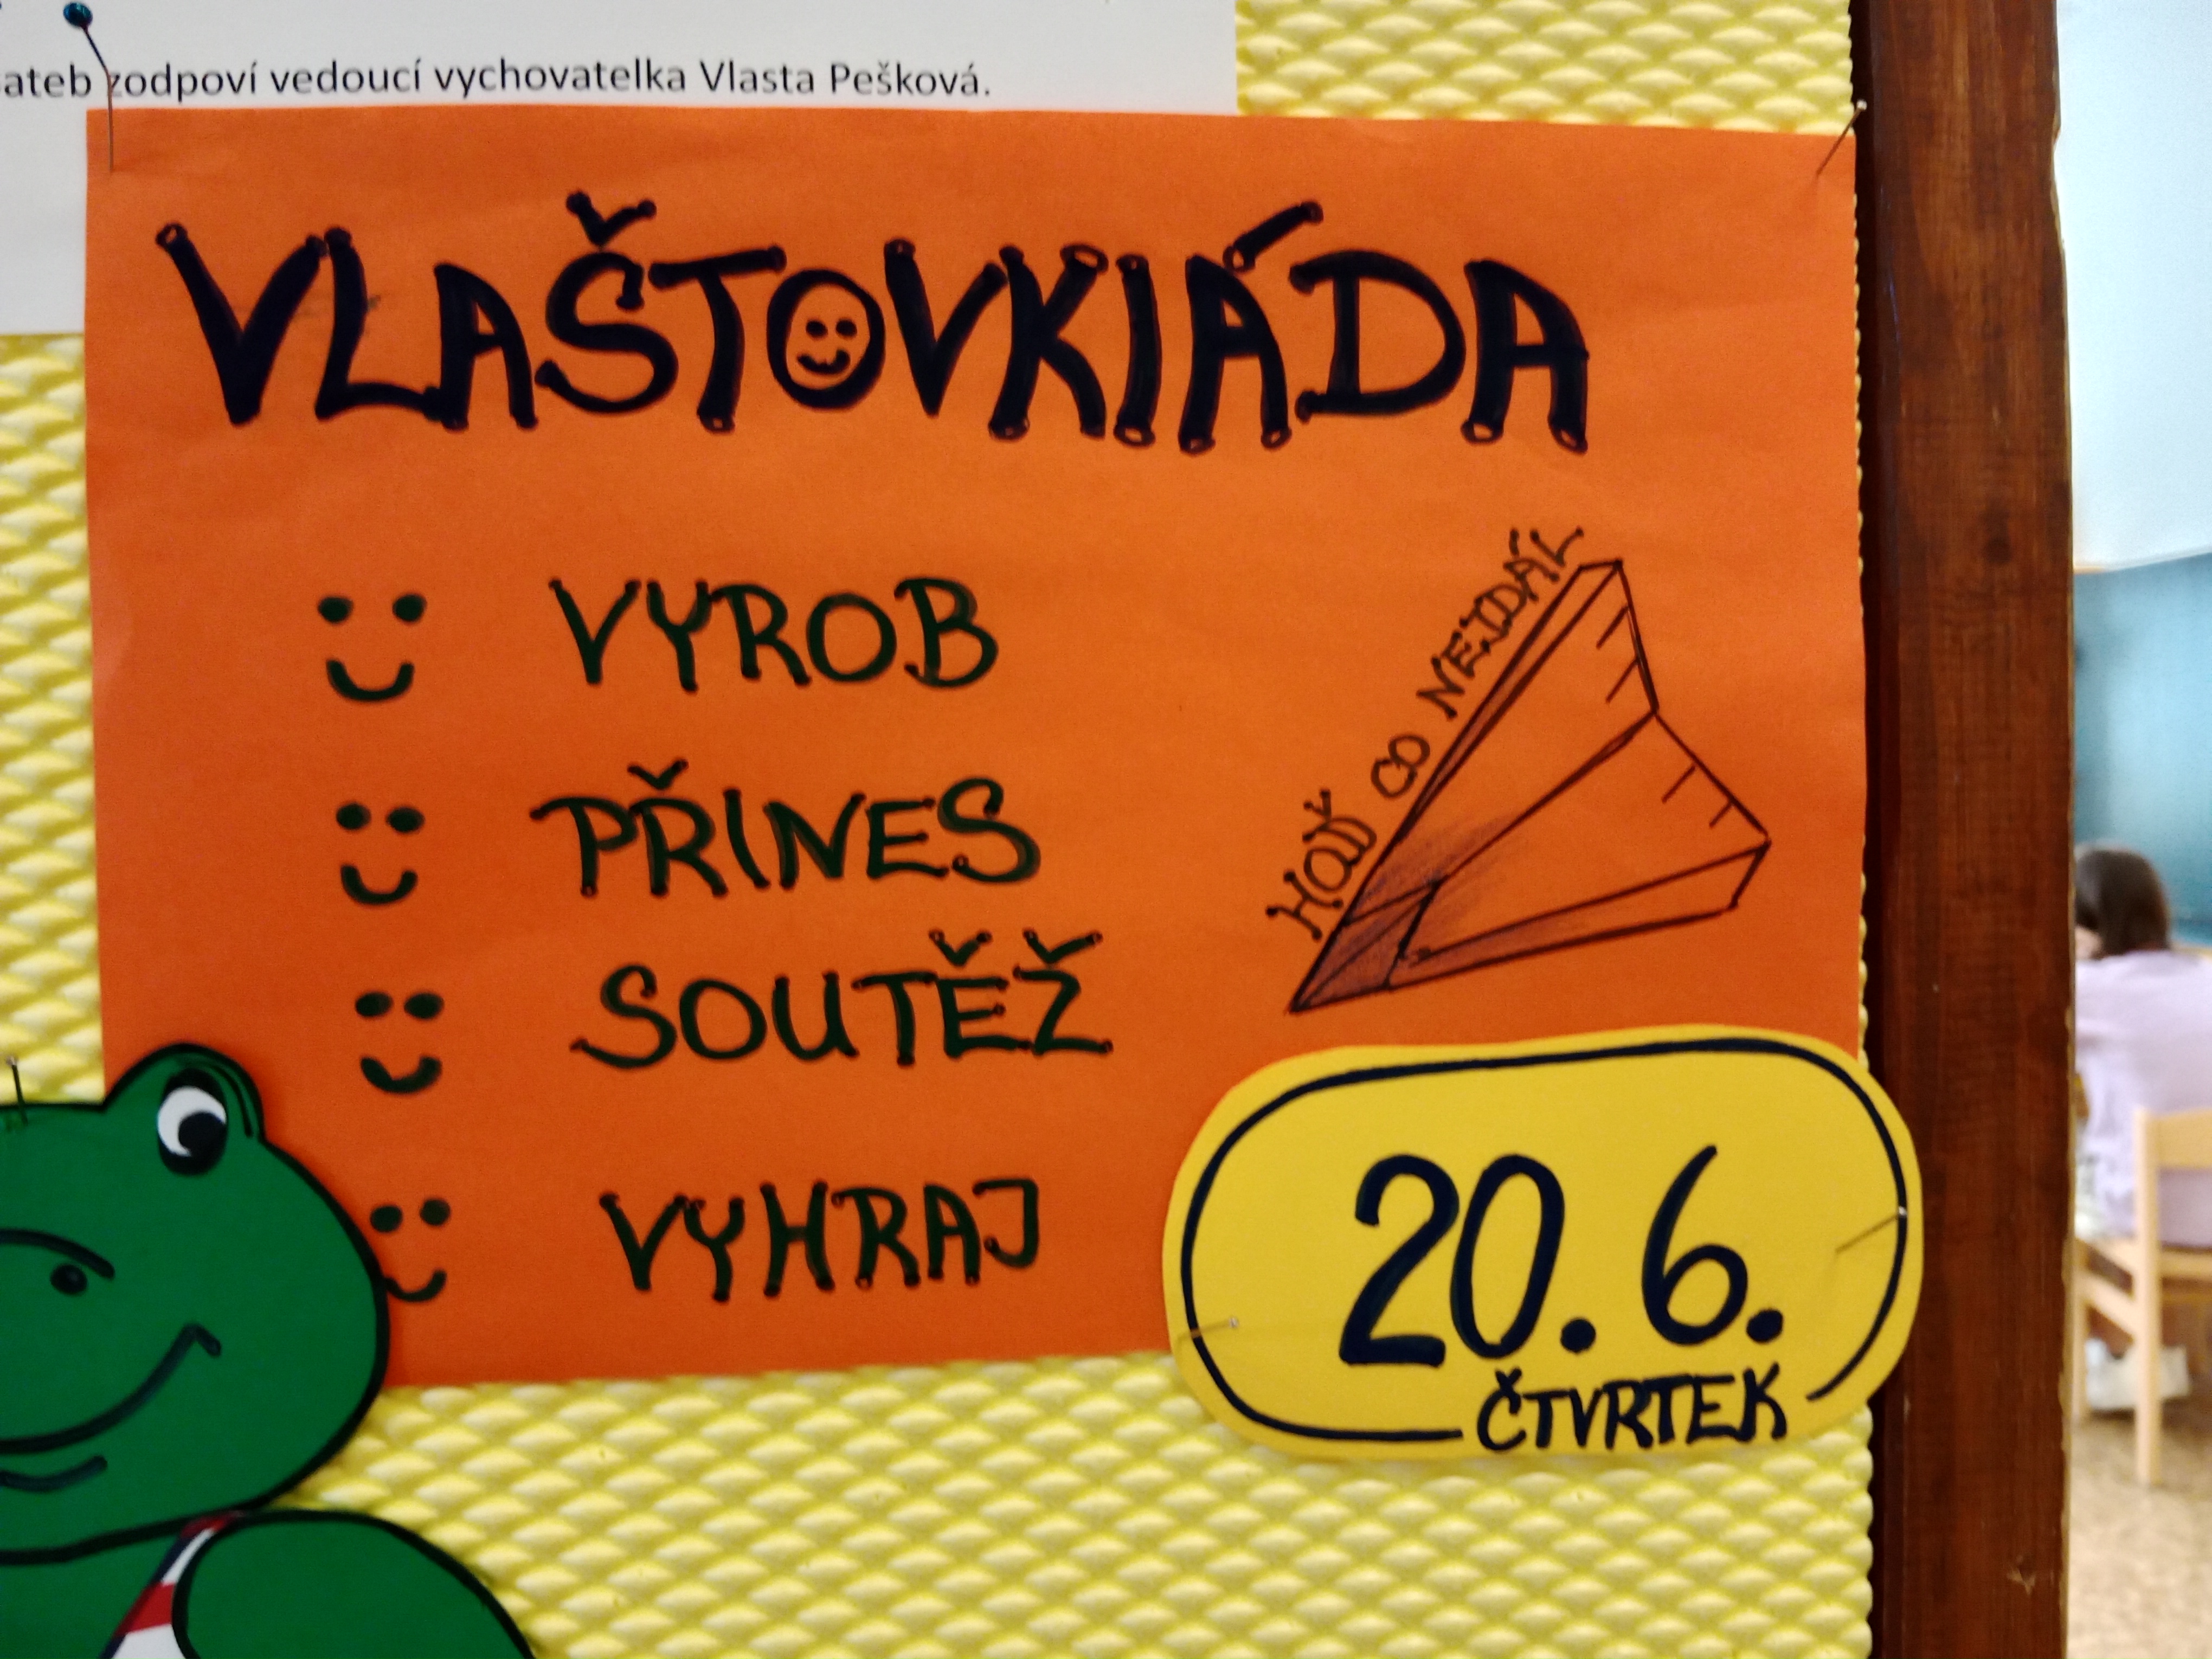 zodpoví vedoucí vychovatelka Vlasta Pešková.
VLAŠTOVKIÁDA
VYROB
PŘINES
SOUTĚŽ
VYHRAJ
HOĎ CO NEJDÁL
20.6.
ČTVRTEK